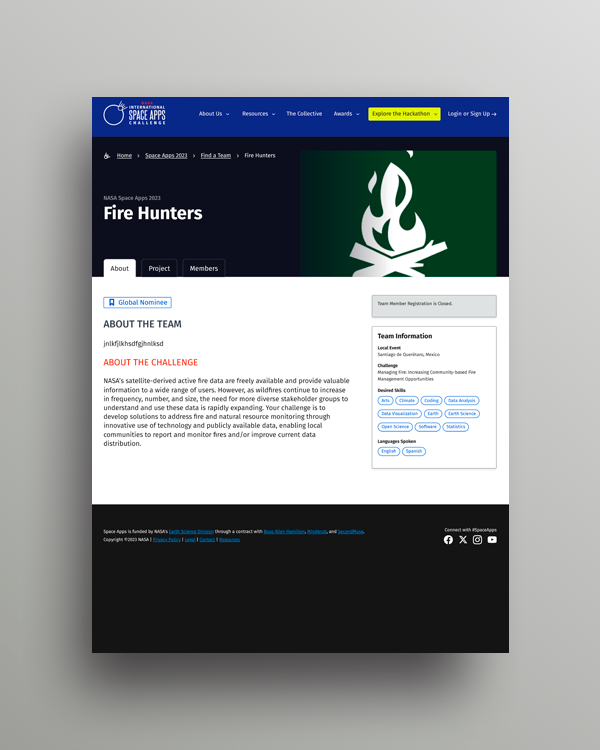 NASA
INTERNATIONAL
SPACE APPS
CHALLENGE
About Us
Resources
The Collective
Awards
Explore the Hackathon
Login or Sign Up →
Home › Space Apps 2023 › Find a Team › Fire Hunters
NASA Space Apps 2023
Fire Hunters
About
Project
Members
Global Nominee
ABOUT THE TEAM
jnlkfjlkhsdfgjhnlksd
ABOUT THE CHALLENGE
NASA's satellite-derived active fire data are freely available and provide valuable
information to a wide range of users. However, as wildfires continue to increase
in frequency, number, and size, the need for more diverse stakeholder groups to
understand and use these data is rapidly expanding. Your challenge is to
develop solutions to address fire and natural resource monitoring through
innovative use of technology and publicly available data, enabling local
communities to report and monitor fires and/or improve current data
distribution.
Team Member Registration is Closed.
Team Information
Local Event
Santiago de Querétaro, Mexico
Challenge
Managing Fire: Increasing Community-based Fire
Management Opportunities
Desired Skills
Arts
Climate
Coding
Data Analysis
Data Visualization
Earth
Earth Science
Open Science
Software
Statistics
Languages Spoken
English
Spanish
Space Apps is funded by NASA's Earth Science Division through a contract with Booz Allen Hamilton, Mindgrub, and SecondMuse.
Copyright ©2023 NASA | Privacy Policy | Legal | Contact | Resources
Connect with #SpaceApps